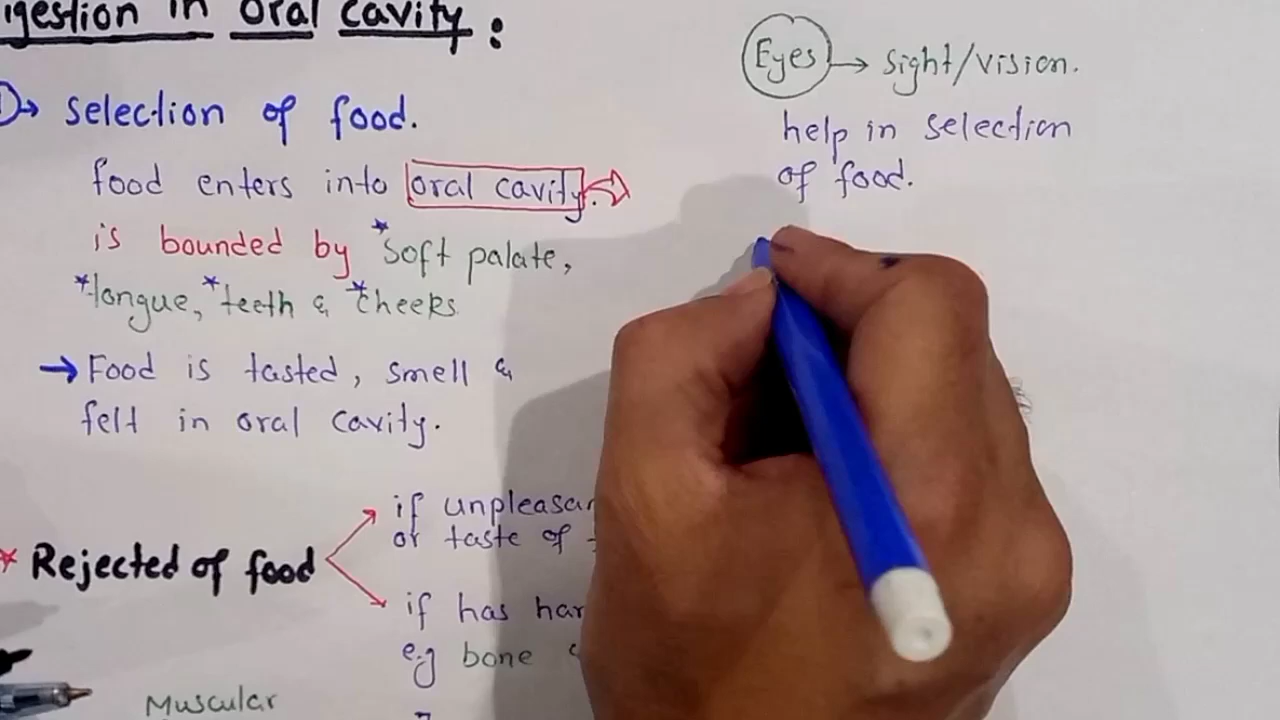 igestion in oral cavity :
1)→ selection of food.
food enters into oral cavity.
is bounded by *soft palate,
*tongue, *teeth & *cheeks
→ Food is tasted, smell &
felt in oral cavity.
* Rejected of food
if unpleasan
or taste of
if has har
e.g bone
Muscular
Eyes → sight/vision.
help in selection
of food.